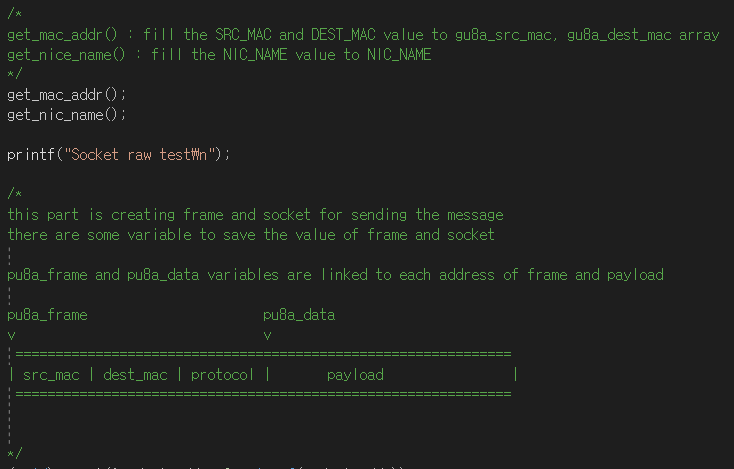 /*
get_mac_addr() : fill the SRC_MAC and DEST_MAC value to gu8a_src_mac, gu8a_dest_mac array
get_nice_name() : fill the NIC_NAME value to NIC_NAME
*/
get_mac_addr();
get_nic_name();
printf("Socket raw test₩n");
/*
this part is creating frame and socket for sending the message
there are some variable to save the value of frame and socket
pu8a_frame and pu8a_data variables are linked to each address of frame and payload
pu8a_frame                      pu8a_data
v                               v
==============================================================
| src_mac | dest_mac | protocol |       payload                |
==============================================================
*/